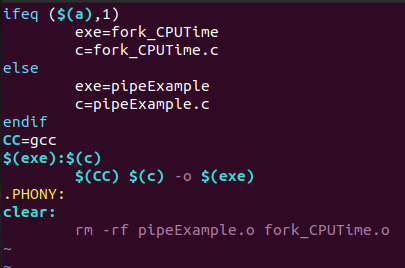 ifeq ($(a),1)
        exe=fork_CPUTime
        c=fork_CPUTime.c
else
        exe=pipeExample
        c=pipeExample.c
endif
CC=gcc
$(exe):$(c)
        $(CC) $(c) -o $(exe)
.PHONY:
clear:
        rm -rf pipeExample.o fork_CPUTime.o
~
~